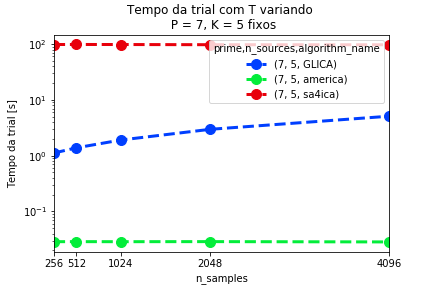 Tempo da trial com T variando
P = 7, K = 5 fixos
prime,n_sources,algorithm_name
(7, 5, GLICA)
(7, 5, america)
(7, 5, sa4ica)
Tempo da trial [s]
10²
10¹
10⁰
10⁻¹
256 512 1024 2048 4096
n_samples